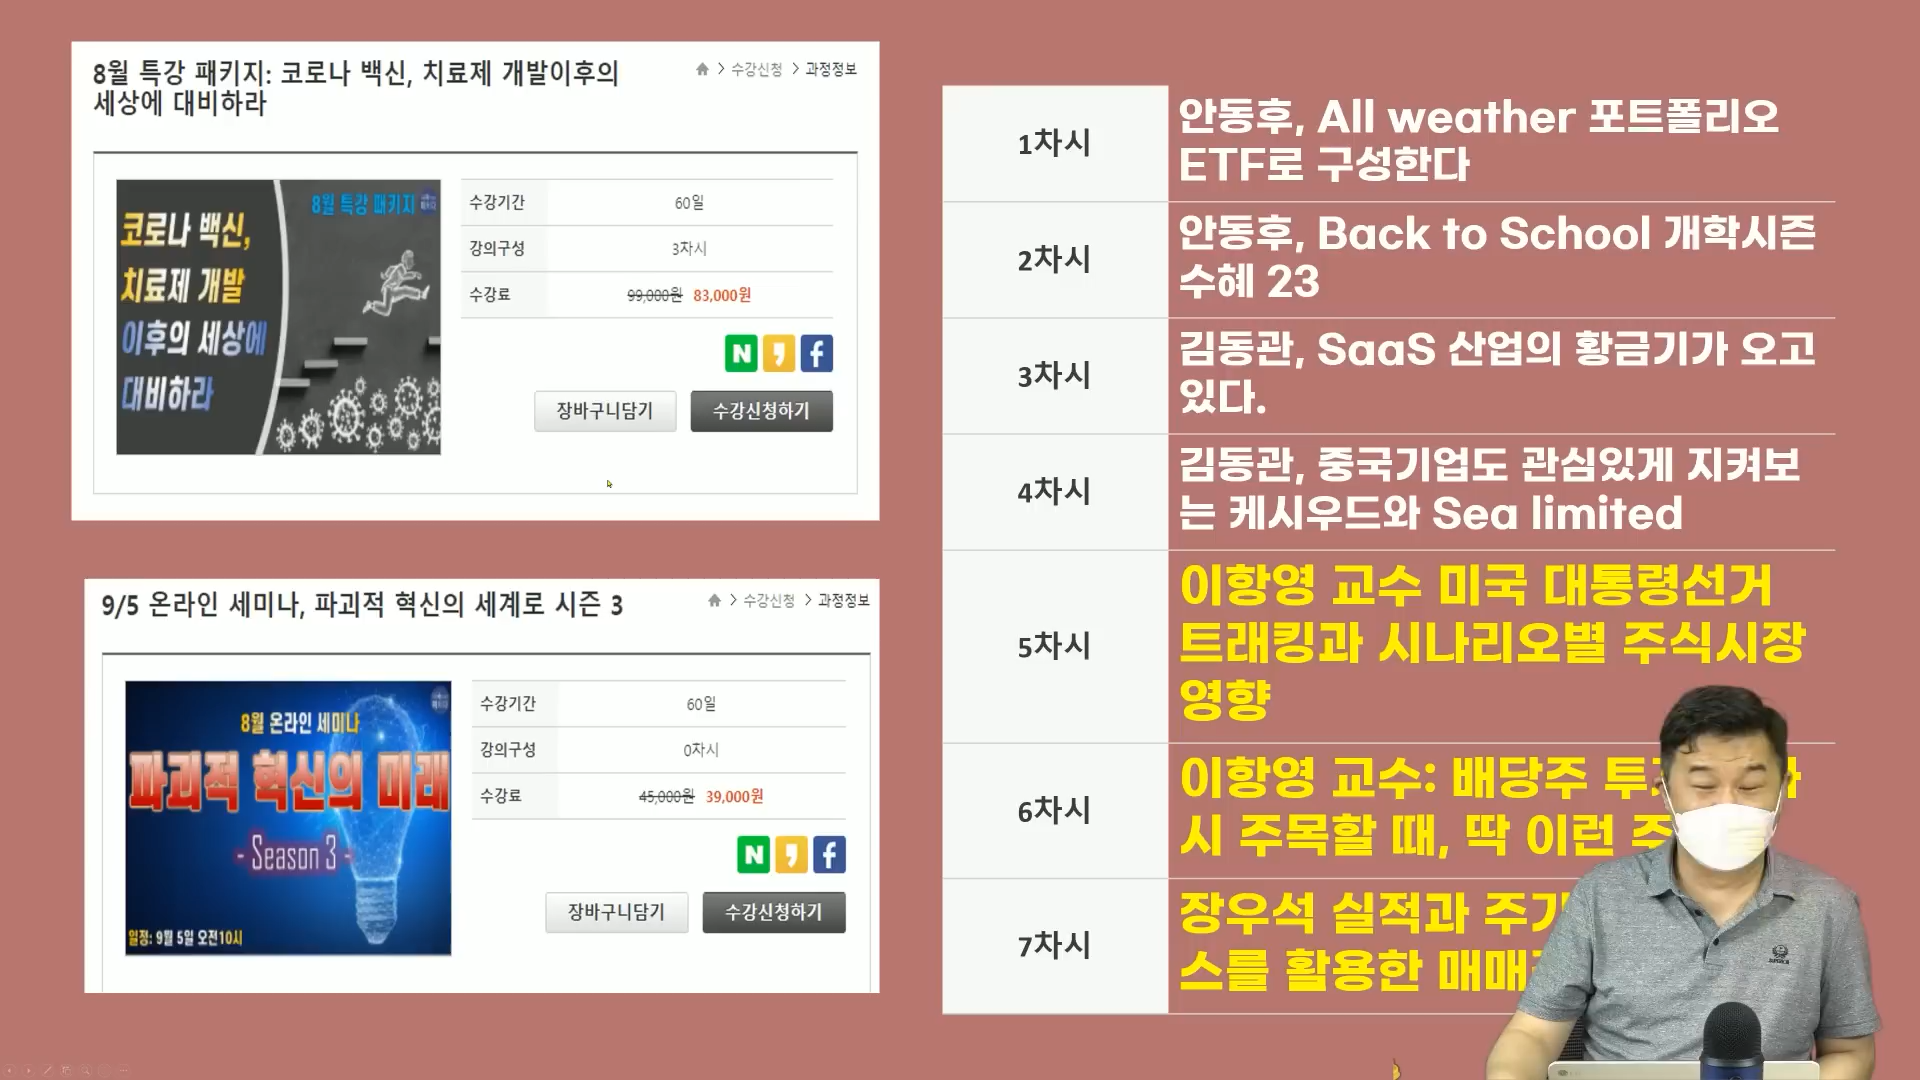 8월 특강 패키지: 코로나 백신, 치료제 개발이후의
세상에 대비하라
수강신청 > 과정정보
8월 특강 패키지
코로나 백신,
치료제 개발
이후의 세상에
대비하라
수강기간 60일
강의구성 3차시
수강료 99,000원 83,000원
N
f
장바구니담기 수강신청하기
9/5 온라인 세미나, 파괴적 혁신의 세계로 시즌 3
수강신청 > 과정정보
8월 온라인 세미나
파괴적 혁신의 미래
- Season 3 -
일정: 9월 5일 오전10시
수강기간 60일
강의구성 0차시
수강료 45,000원 39,000원
N
f
장바구니담기 수강신청하기
1차시
안동후, All weather 포트폴리오
ETF로 구성한다
2차시
안동후, Back to School 개학시즌
수혜 23
3차시
김동관, SaaS 산업의 황금기가 오고
있다.
4차시
김동관, 중국기업도 관심있게 지켜보
는 케시우드와 Sea limited
5차시
이항영 교수 미국 대통령선거
트래킹과 시나리오별 주식시장
영향
6차시
이항영 교수: 배당주
시 주목할 때, 딱 이런
7차시
장우석 실적과
스를 활용한